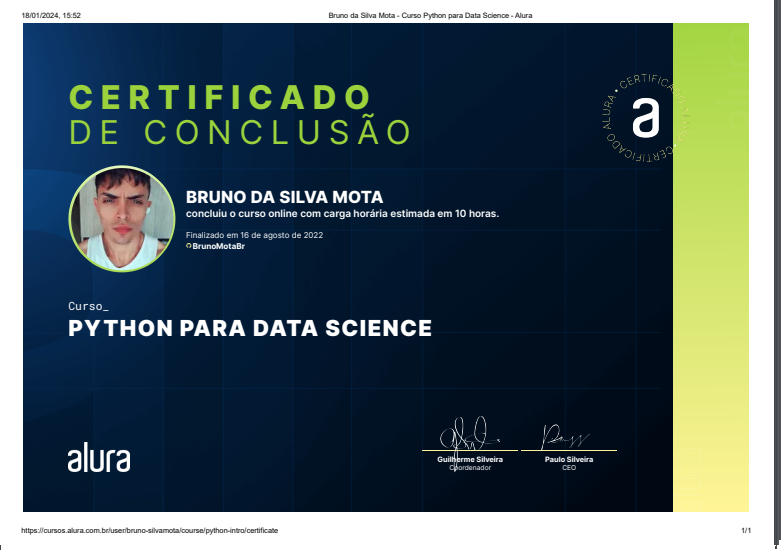 18/01/2024, 15:52
Bruno da Silva Mota - Curso Python para Data Science - Alura
CERTIFICADO
DE CONCLUSÃO
a
BRUNO DA SILVA MOTA
concluiu o curso online com carga horária estimada em 10 horas.
Finalizado em 16 de agosto de 2022
BrunoMotaBr
Curso_
PYTHON PARA DATA SCIENCE
alura
Guilherme Silveira
Coordenador
Paulo Silveira
CEO
https://cursos.alura.com.br/user/bruno-silvamota/course/python-intro/certificate
1/1